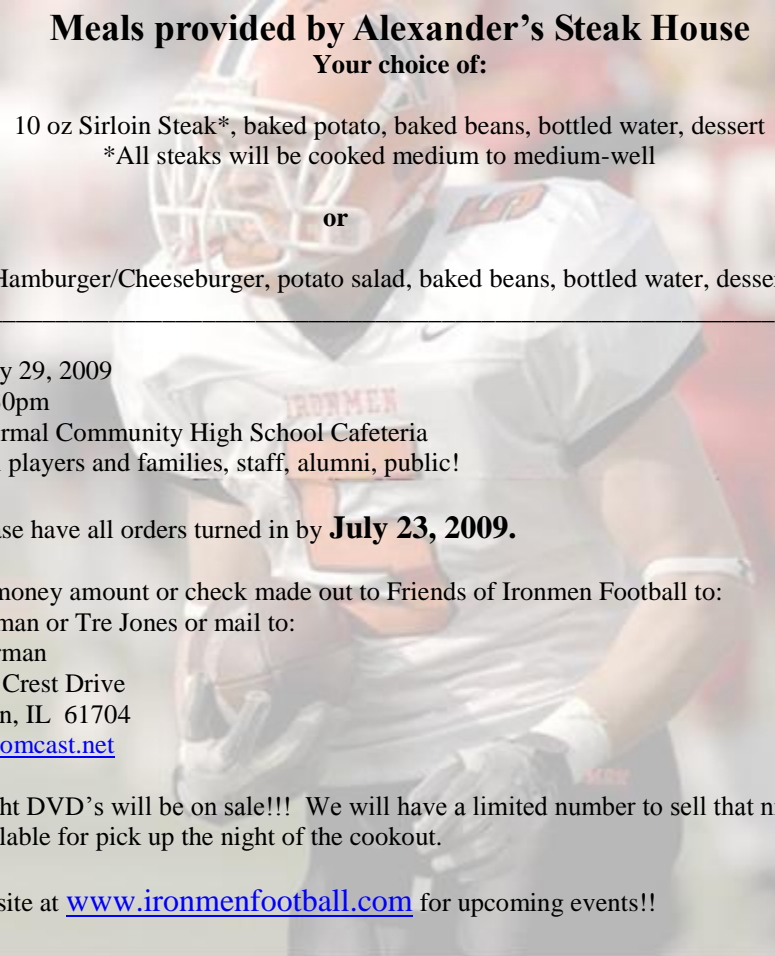 Meals provided by Alexander's Steak House
Your choice of:
10 oz Sirloin Steak*, baked potato, baked beans, bottled water, dessert
*All steaks will be cooked medium to medium-well
or
Hamburger/Cheeseburger, potato salad, baked beans, bottled water, desse
y 29, 2009
0pm
rmal Community High School Cafeteria
players and families, staff, alumni, public!
ase have all orders turned in by July 23, 2009.
money amount or check made out to Friends of Ironmen Football to:
man or Tre Jones or mail to:
rman
Crest Drive
n, IL 61704
omcast.net
ht DVD's will be on sale!!! We will have a limited number to sell that n
lable for pick up the night of the cookout.
site at www.ironmenfootball.com for upcoming events!!
IRONMEN
5